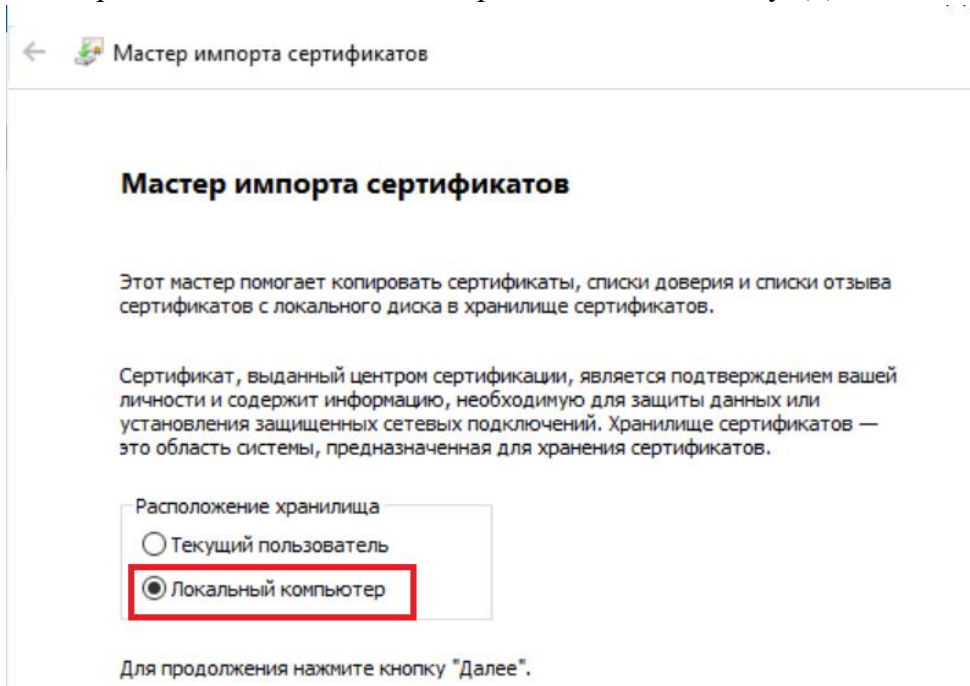 Мастер импорта сертификатов
Мастер импорта сертификатов
Этот мастер помогает копировать сертификаты, списки доверия и списки отзыва
сертификатов с локального диска в хранилище сертификатов.
Сертификат, выданный центром сертификации, является подтверждением вашей
личности и содержит информацию, необходимую для защиты данных или
установления защищенных сетевых подключений. Хранилище сертификатов —
это область системы, предназначенная для хранения сертификатов.
Расположение хранилища
Текущий пользователь
Локальный компьютер
Для продолжения нажмите кнопку "Далее".